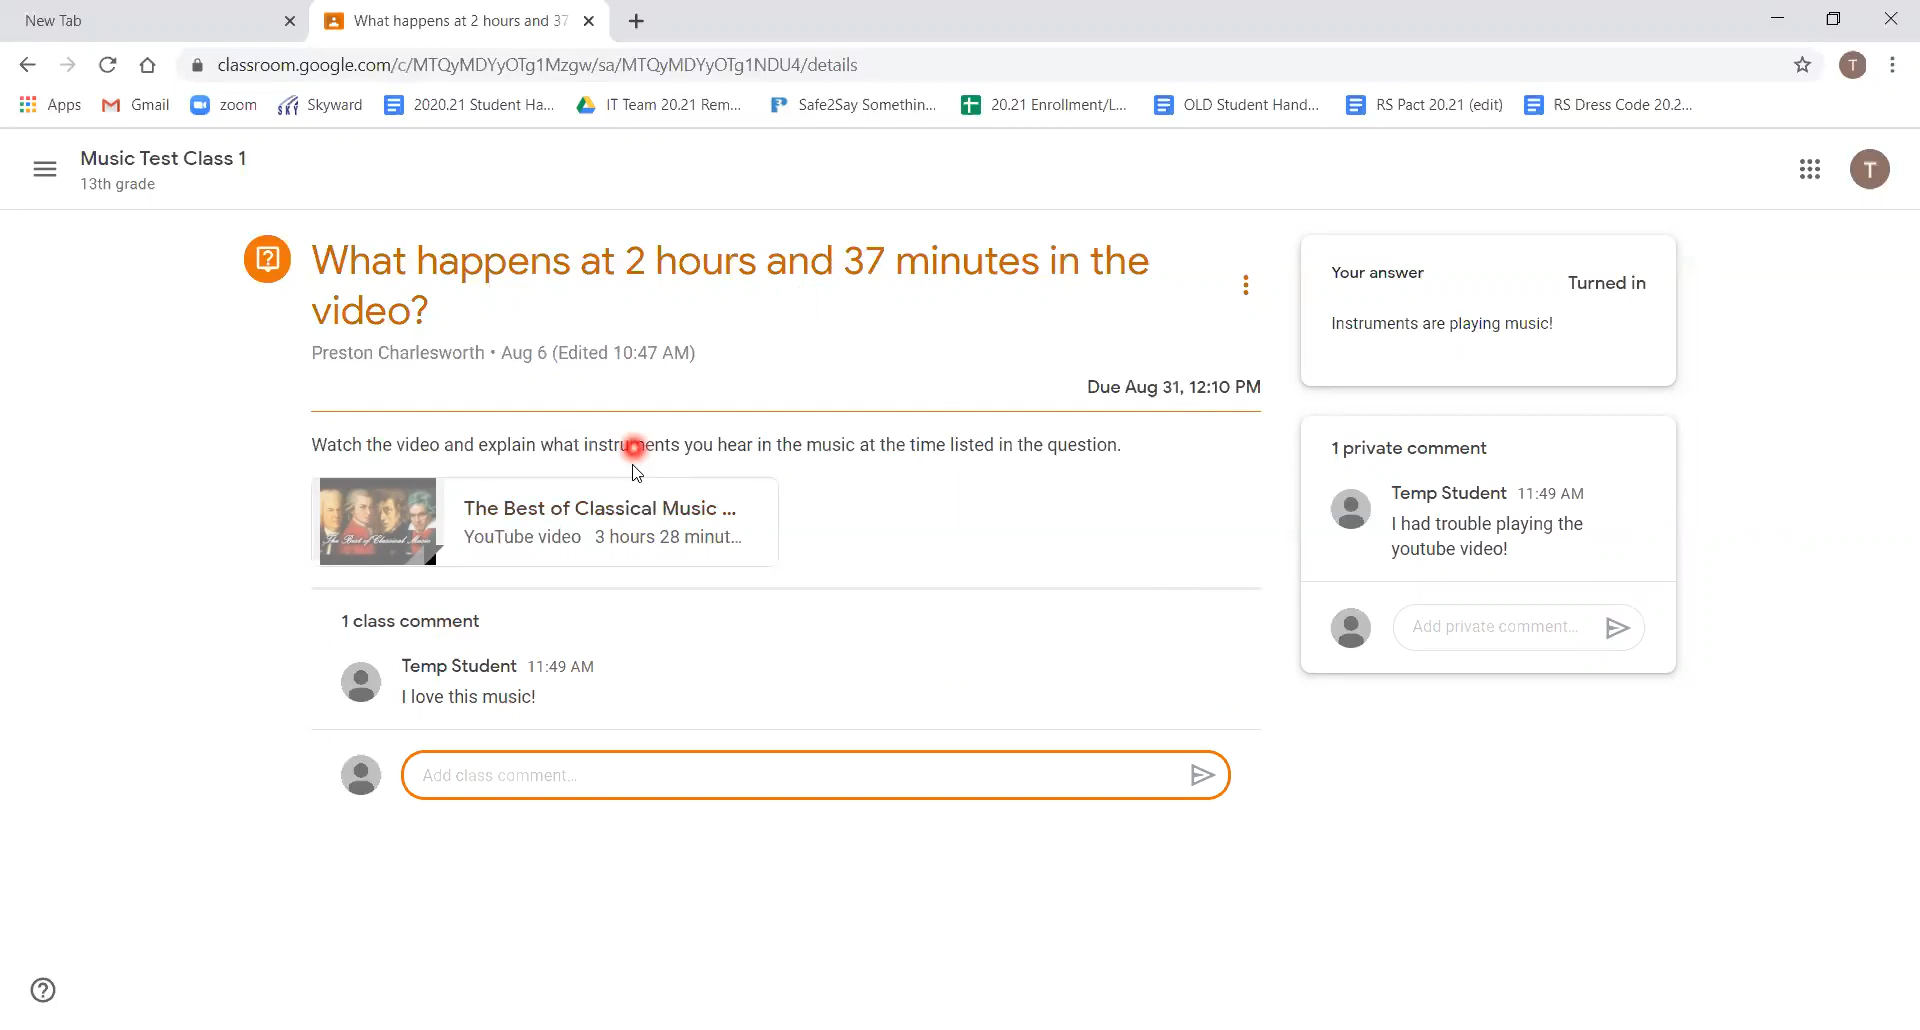 New Tab
What happens at 2 hours and 37
classroom.google.com/c/MTQyMDYyOTg1Mzgw/sa/MTQyMDYyOTg1NDU4/details
T
Apps
Gmail
zoom
Skyward
2020.21 Student Ha...
IT Team 20.21 Rem...
Safe2Say Somethin...
20.21 Enrollment/L...
OLD Student Hand...
RS Pact 20.21 (edit)
RS Dress Code 20.2...
Music Test Class 1
13th grade
T
What happens at 2 hours and 37 minutes in the
video?
Preston Charlesworth • Aug 6 (Edited 10:47 AM)
Due Aug 31, 12:10 PM
Watch the video and explain what instruments you hear in the music at the time listed in the question.
The Best of Classical Music
The Best of Classical Music ...
YouTube video 3 hours 28 minut...
1 class comment
Temp Student 11:49 AM
I love this music!
Add class comment...
Your answer
Turned in
Instruments are playing music!
1 private comment
Temp Student 11:49 AM
I had trouble playing the
youtube video!
Add private comment...